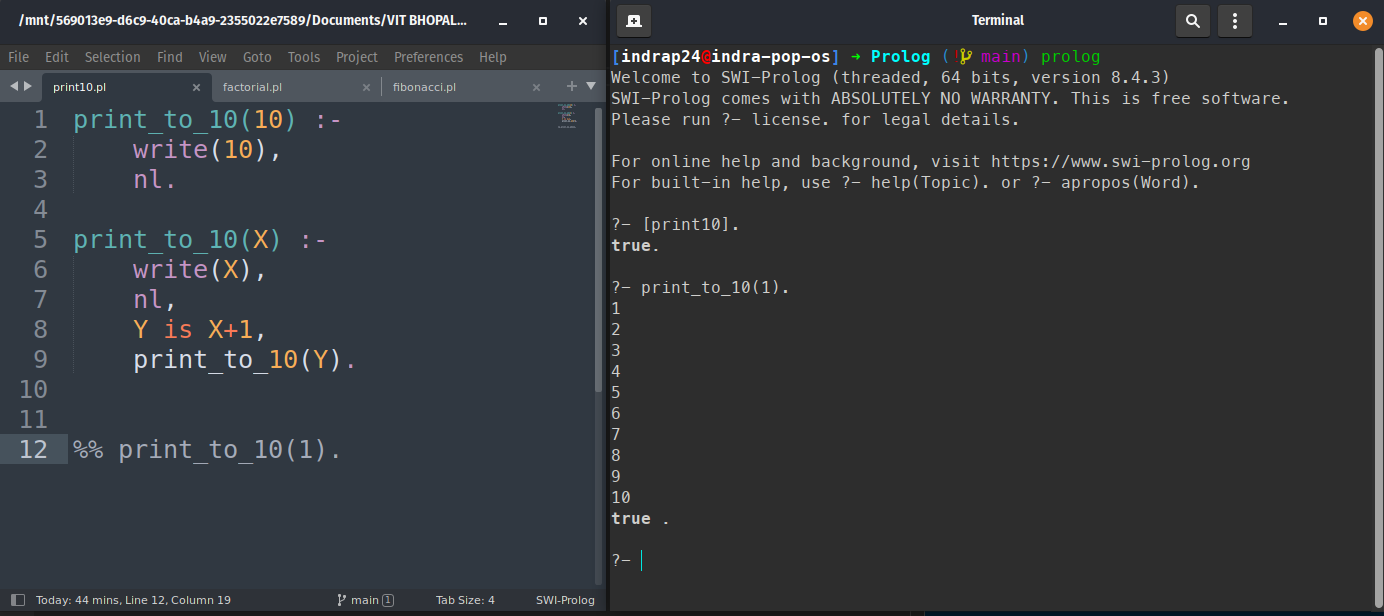 /mnt/569013e9-d6c9-40ca-b4a9-2355022e7589/Documents/VIT BHOPAL...
File Edit Selection Find View Goto Tools Project Preferences Help
print10.pl factorial.pl fibonacci.pl
1 print_to_10(10) :-
2 write(10),
3 nl.
4
5 print_to_10(X) :-
6 write(X),
7 nl,
8 Y is X+1,
9 print_to_10(Y).
10
11
12 %% print_to_10(1).
Today: 44 mins, Line 12, Column 19 main 1 Tab Size: 4 SWI-Prolog
Terminal
[indrap24@indra-pop-os] → Prolog (! main) prolog
Welcome to SWI-Prolog (threaded, 64 bits, version 8.4.3)
SWI-Prolog comes with ABSOLUTELY NO WARRANTY. This is free software.
Please run ?- license. for legal details.
For online help and background, visit https://www.swi-prolog.org
For built-in help, use ?- help(Topic). or ?- apropos(Word).
?- [print10].
true.
?- print_to_10(1).
1
2
3
4
5
6
7
8
9
10
true .
?-